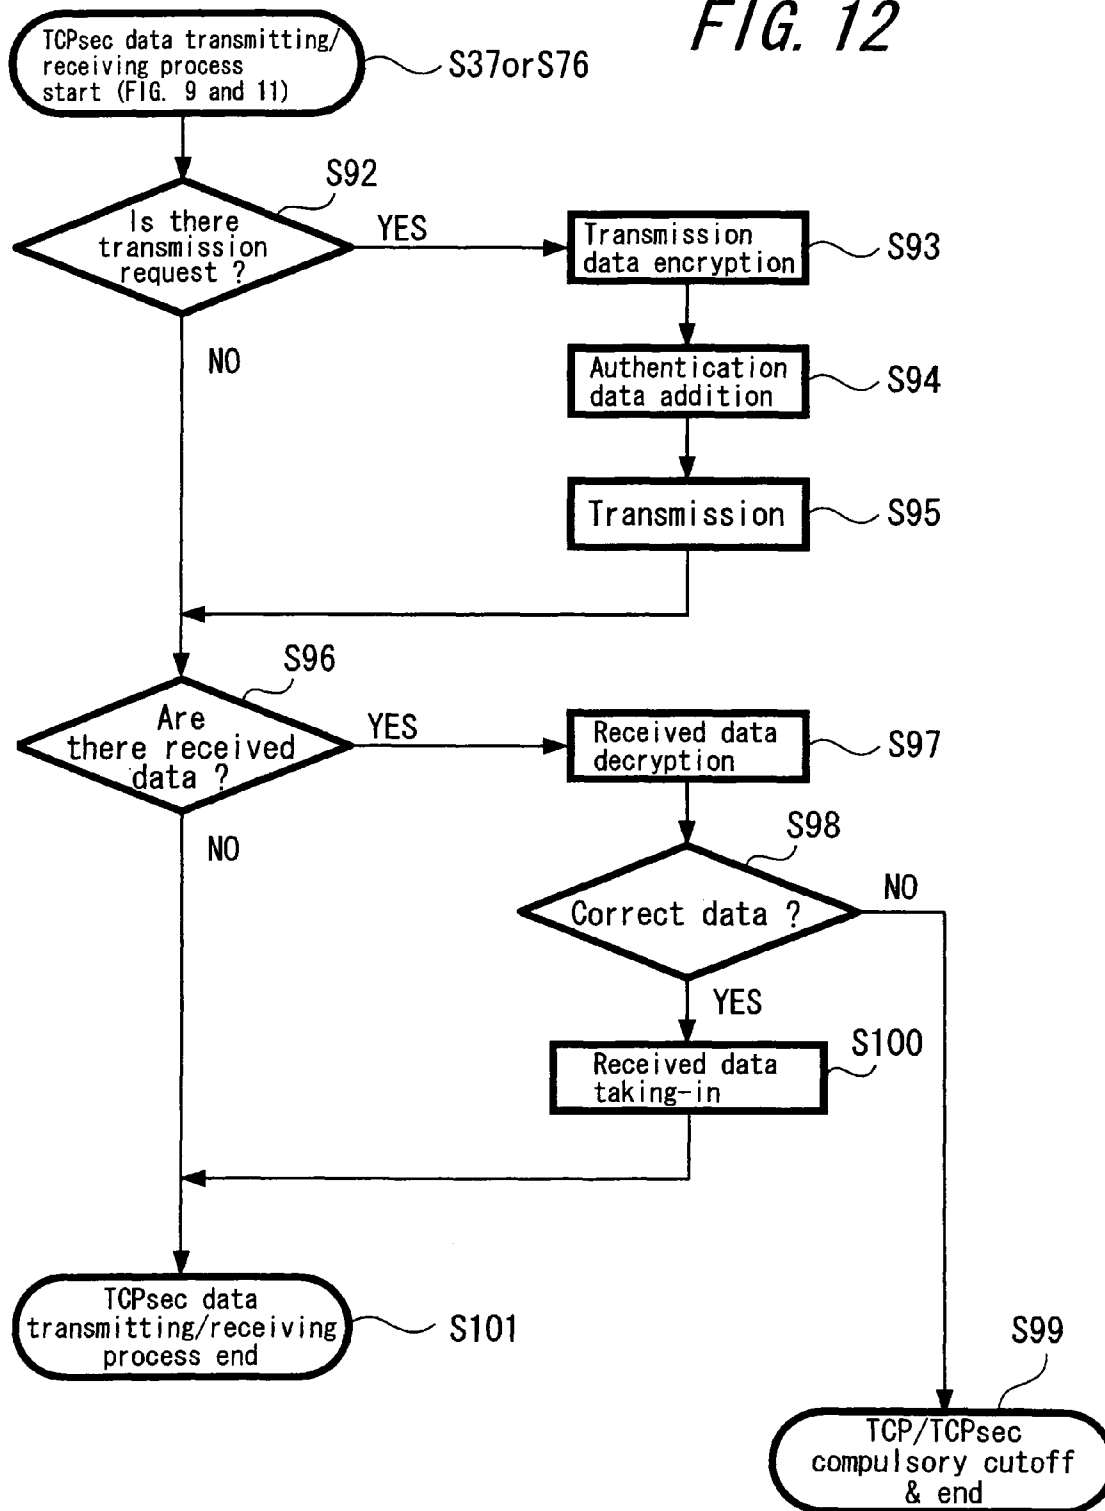 FIG. 12
TCPsec data transmitting/
receiving process
start (FIG. 9 and 11)
S37orS76
S92
Is there
transmission
request ?
YES
NO
Transmission
data encryption
S93
Authentication
data addition
S94
Transmission
S95
S96
Are
there received
data ?
YES
NO
Received data
decryption
S97
S98
Correct data ?
NO
YES
S100
Received data
taking-in
TCPsec data
transmitting/receiving
process end
S101
S99
TCP/TCPsec
compulsory cutoff
& end